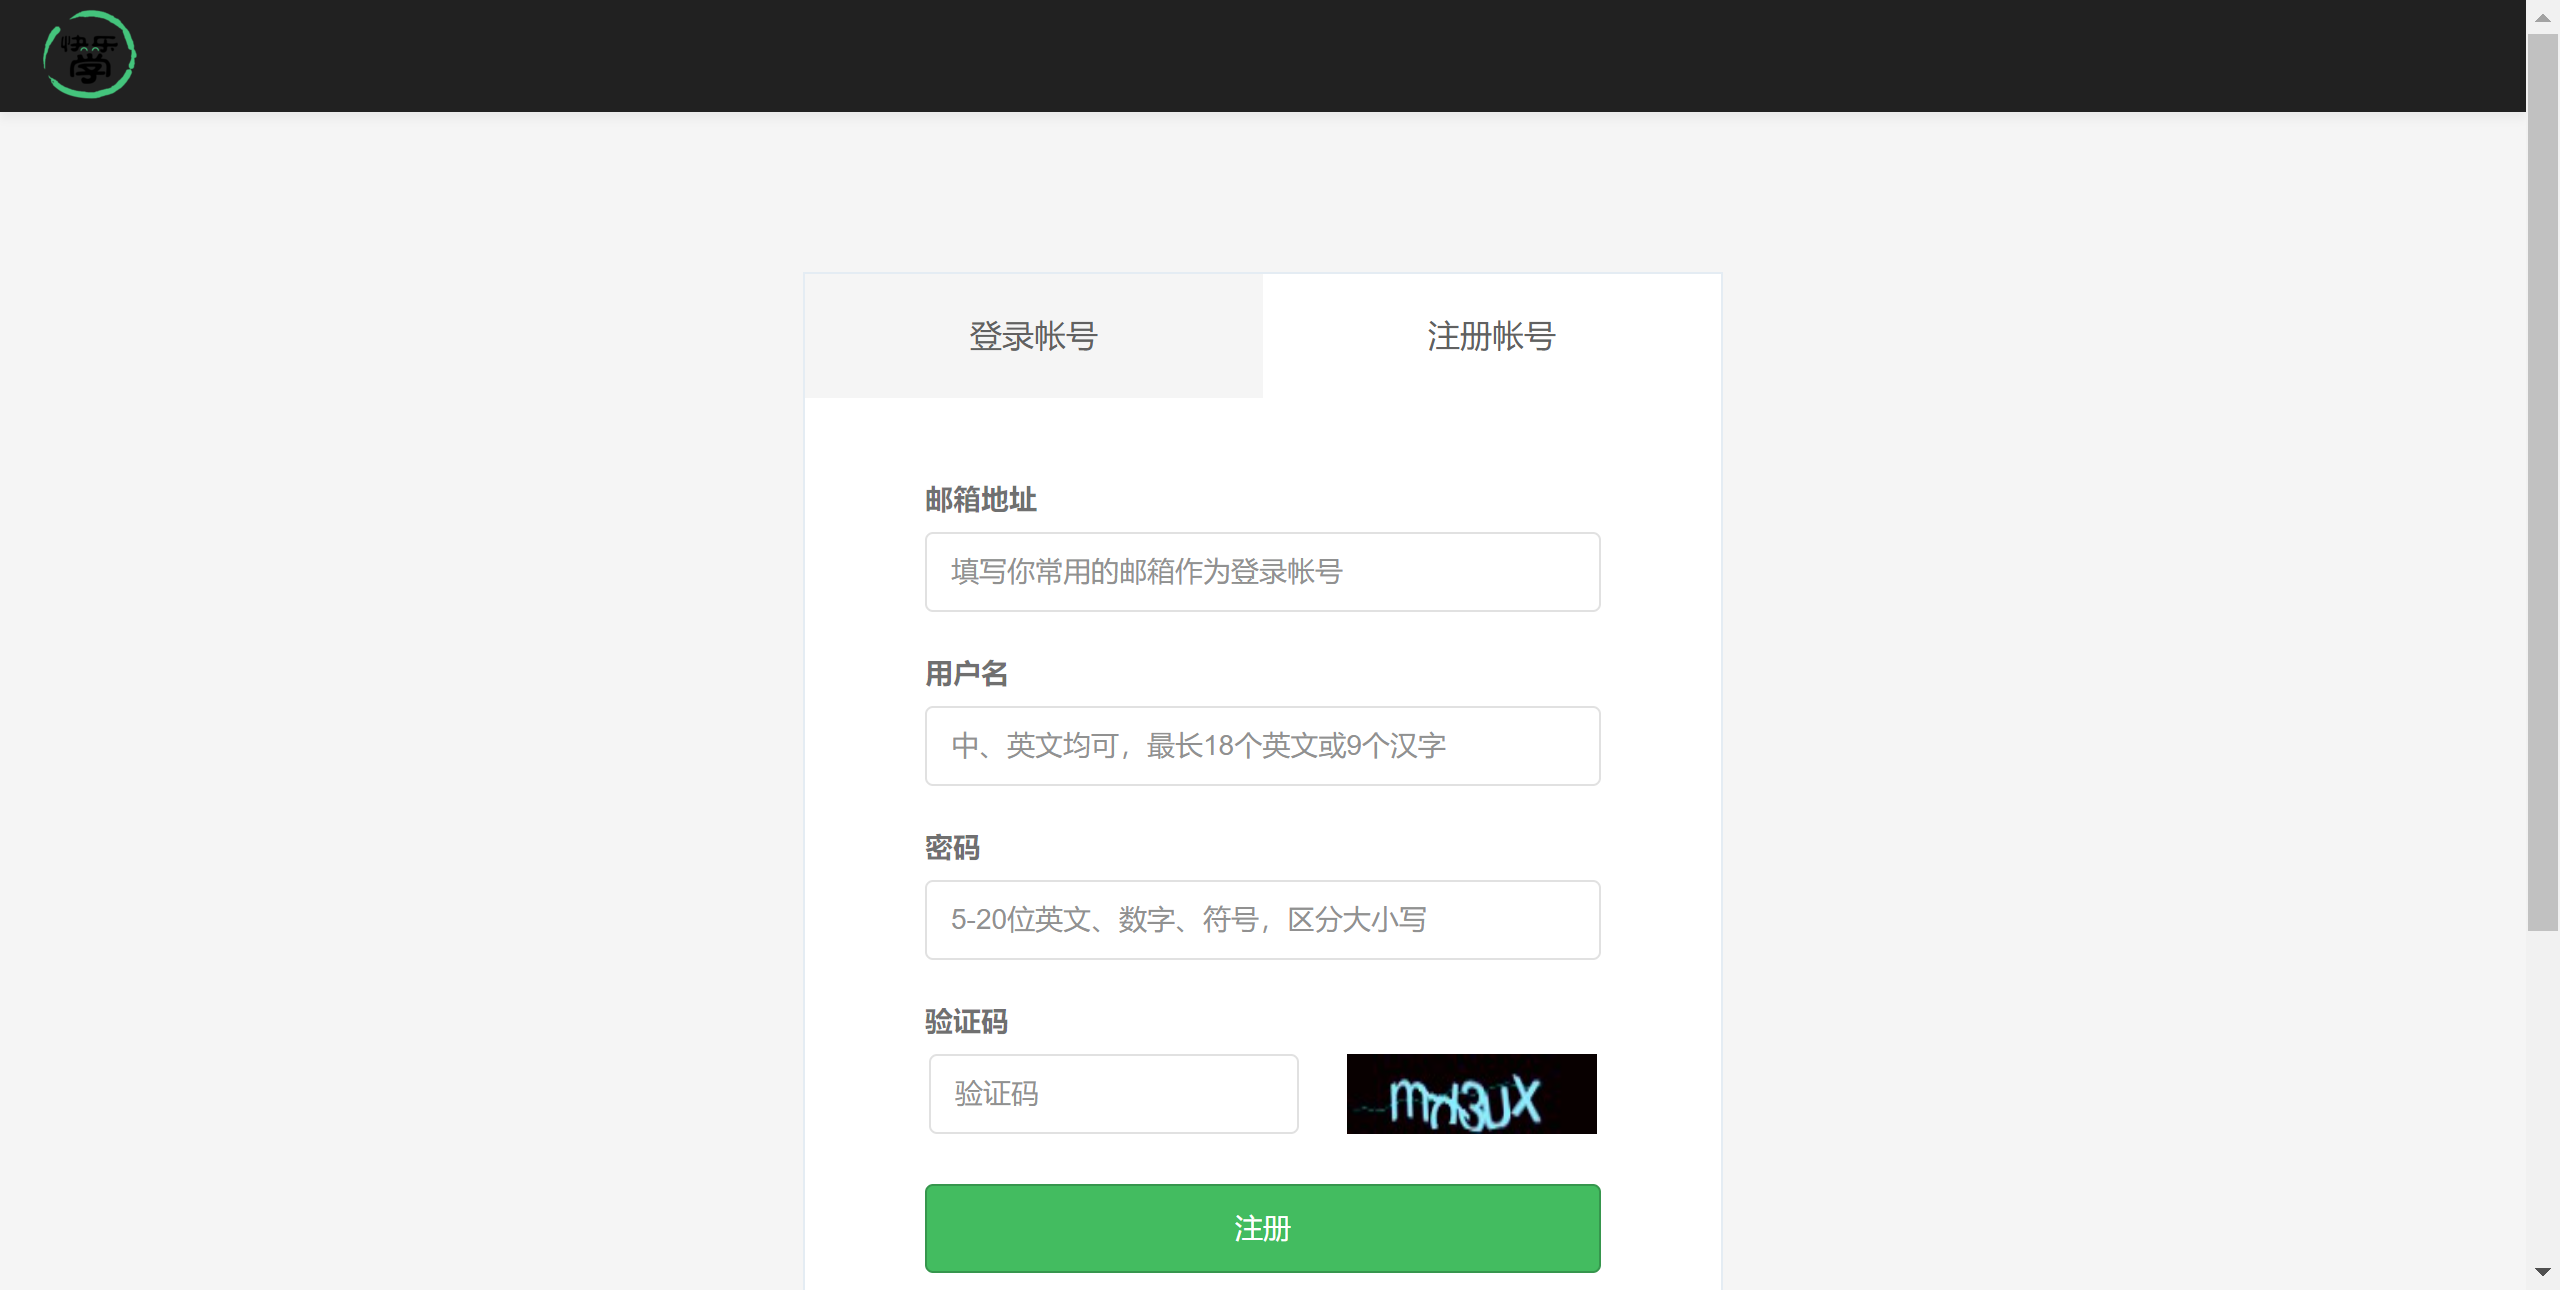 快乐
学
登录帐号
注册帐号
邮箱地址
填写你常用的邮箱作为登录帐号
用户名
中、英文均可，最长18个英文或9个汉字
密码
5-20位英文、数字、符号，区分大小写
验证码
验证码
注册